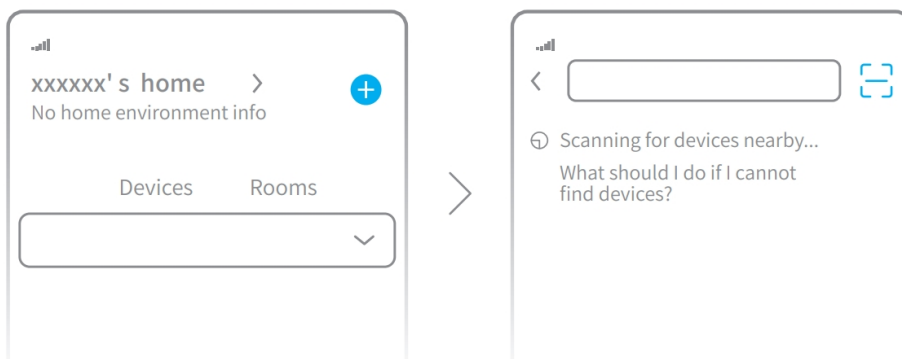 xxxxxx' s home
No home environment info
Devices Rooms
Scanning for devices nearby...
What should I do if I cannot
find devices?